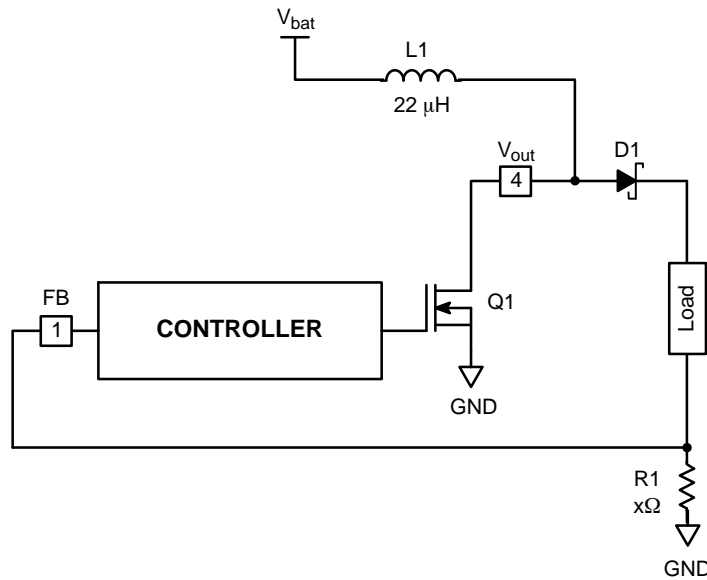 Vbat
L1
22 μH
Vout
D1
4
FB
1
CONTROLLER
Q1
Load
GND
R1
xΩ
GND